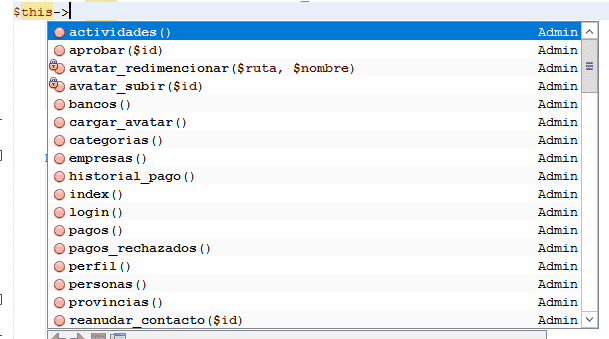 $this->
actividades() Admin
aprobar($id) Admin
avatar_redimencionar($ruta, $nombre) Admin
avatar_subir($id) Admin
bancos() Admin
cargar_avatar() Admin
categorias() Admin
empresas() Admin
historial_pago() Admin
index() Admin
login() Admin
pagos() Admin
pagos_rechazados() Admin
perfil() Admin
personas() Admin
provincias() Admin
reanudar_contacto($id) Admin